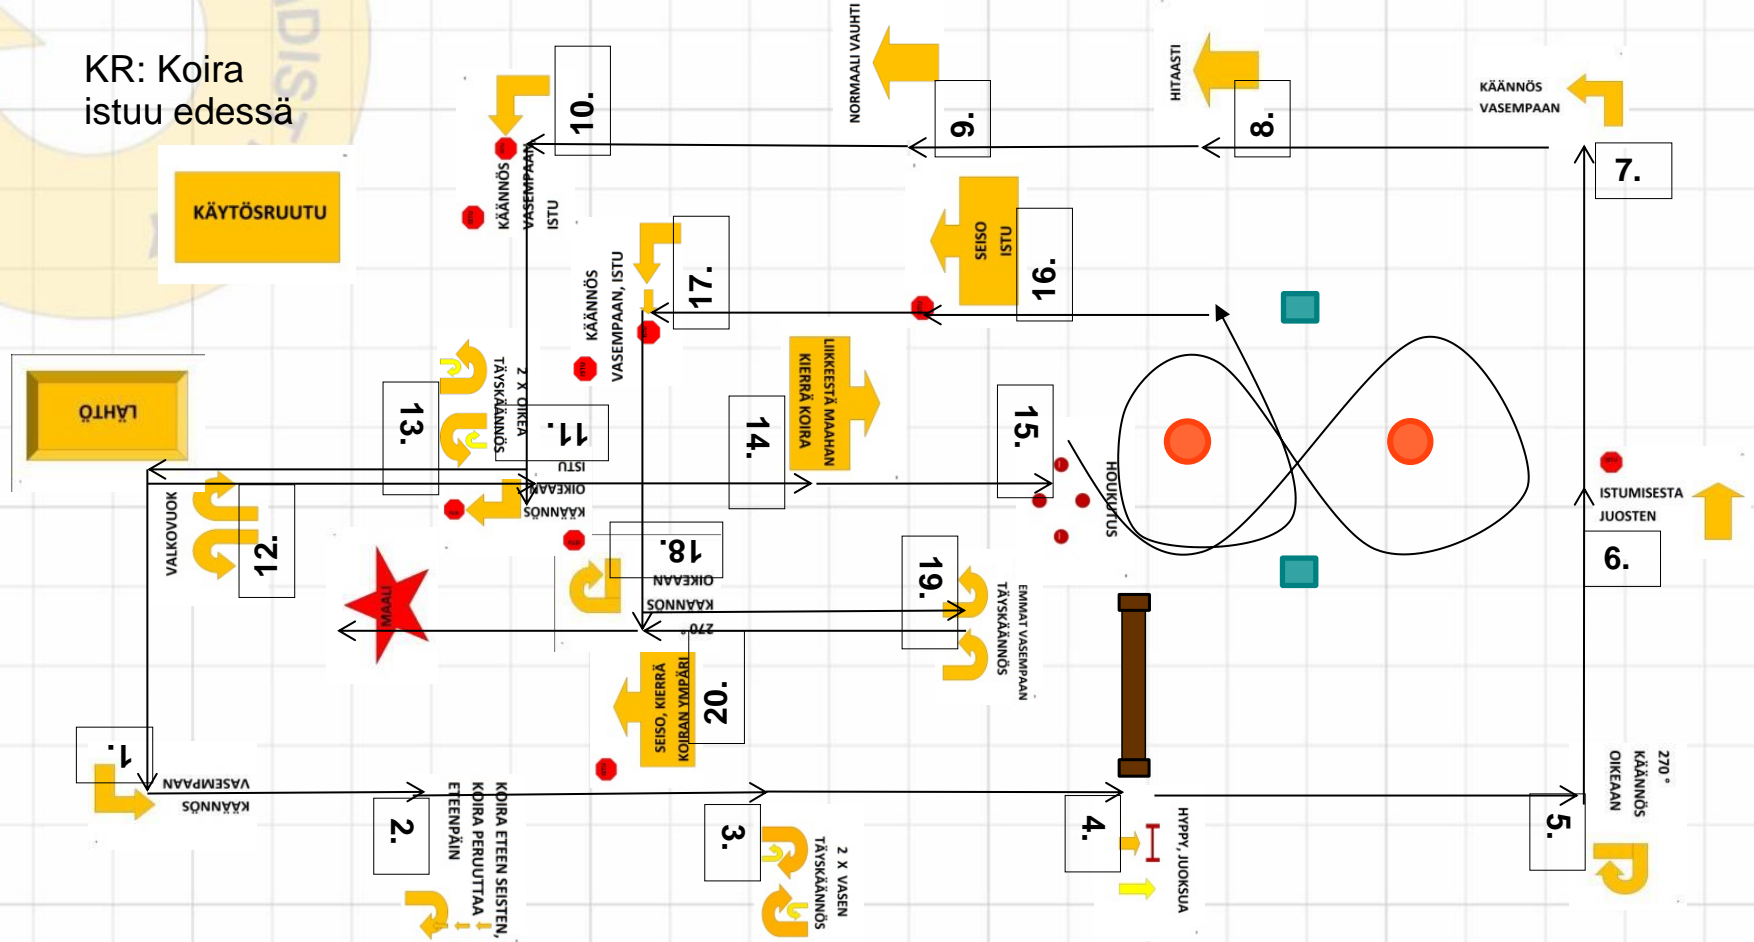 KR: Koira
istuu edessä
KÄYTÖSRUUTU
LÄHTÖ
1.
KÄÄNNÖS
VASEMPAAN
2.
KOIRA ETEEN SEISTEN,
KOIRA PERUUTTAA
ETEENPÄIN
3.
2 X VASEN
TÄYSKÄÄNNÖS
4.
HYPPY, JUOKSUA
5.
270°
KÄÄNNÖS
OIKEAAN
6.
ISTUMISESTA
JUOSTEN
7.
KÄÄNNÖS
VASEMPAAN
8.
HITAASTI
9.
NORMAALI VAUHTI
10.
KÄÄNNÖS
VASEMPAAN
ISTU
11.
KÄÄNNÖS
OIKEAAN
ISTU
12.
VALKOVUOK
13.
2 X OIKEA
TÄYSKÄÄNNÖS
14.
LIIKKEESTÄ MAAHAN
KIERRÄ KOIRA
15.
HOUKUTUS
16.
SEISO
ISTU
17.
KÄÄNNÖS
VASEMPAAN, ISTU
18.
270°
KÄÄNNÖS
OIKEAAN
19.
EMMAT VASEMPAAN
TÄYSKÄÄNNÖS
20.
SEISO, KIERRÄ
KOIRAN YMPÄRI
MAALI